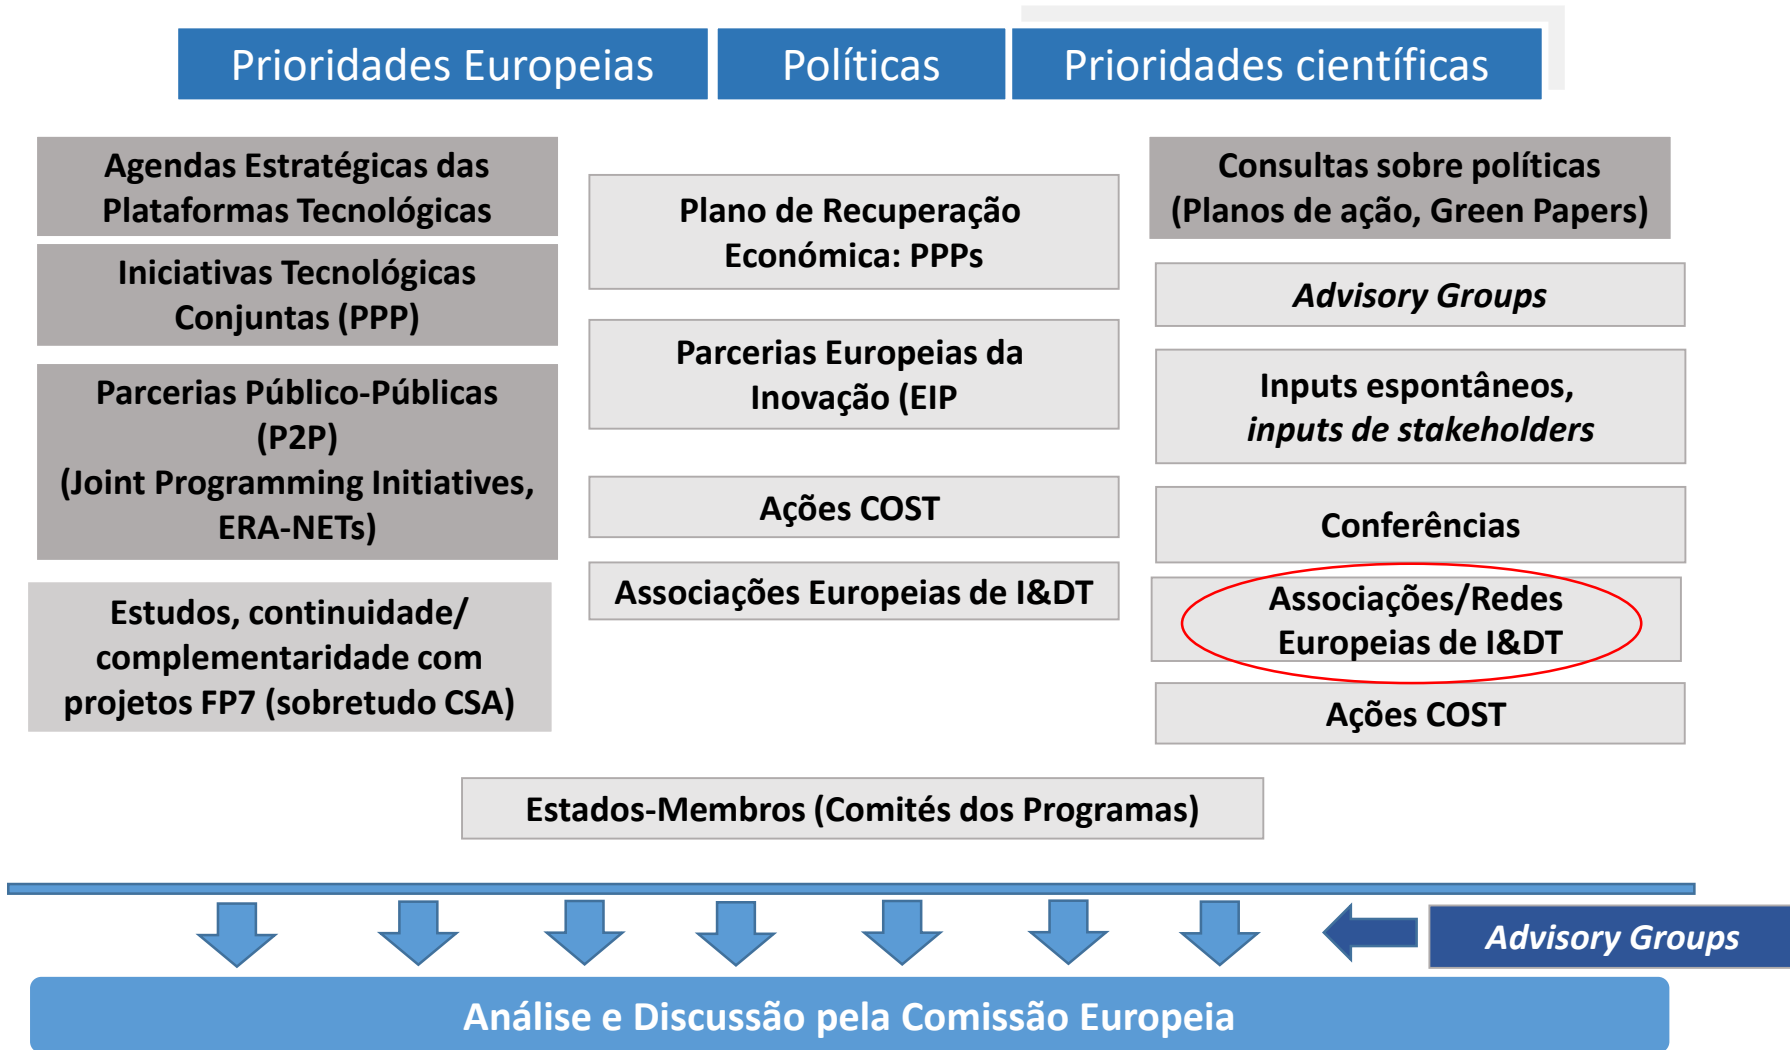 Prioridades Europeias
Políticas
Prioridades científicas
Agendas Estratégicas das
Plataformas Tecnológicas
Iniciativas Tecnológicas
Conjuntas (PPP)
Parcerias Público-Públicas
(P2P)
(Joint Programming Initiatives,
ERA-NETs)
Estudos, continuidade/
complementaridade com
projetos FP7 (sobretudo CSA)
Plano de Recuperação
Económica: PPPs
Parcerias Europeias da
Inovação (EIP
Ações COST
Associações Europeias de I&DT
Consultas sobre políticas
(Planos de ação, Green Papers)
Advisory Groups
Inputs espontâneos,
inputs de stakeholders
Conferências
Associações/Redes
Europeias de I&DT
Ações COST
Estados-Membros (Comités dos Programas)
Advisory Groups
Análise e Discussão pela Comissão Europeia